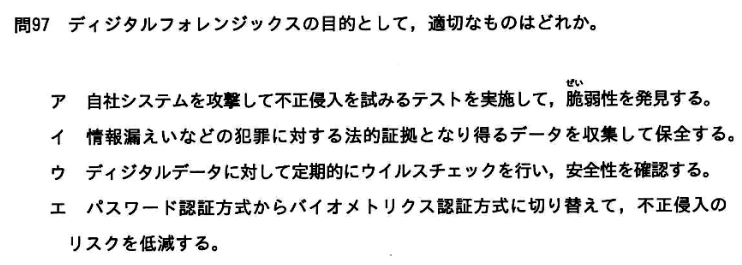 問97 ディジタルフォレンジックスの目的として，適切なものはどれか。
ぜい
ア 自社システムを攻撃して不正侵入を試みるテストを実施して，脆弱性を発見する。
イ 情報漏えいなどの犯罪に対する法的証拠となり得るデータを収集して保全する。
ウ ディジタルデータに対して定期的にウイルスチェックを行い，安全性を確認する。
エ パスワード認証方式からバイオメトリクス認証方式に切り替えて，不正侵入の
リスクを低減する。